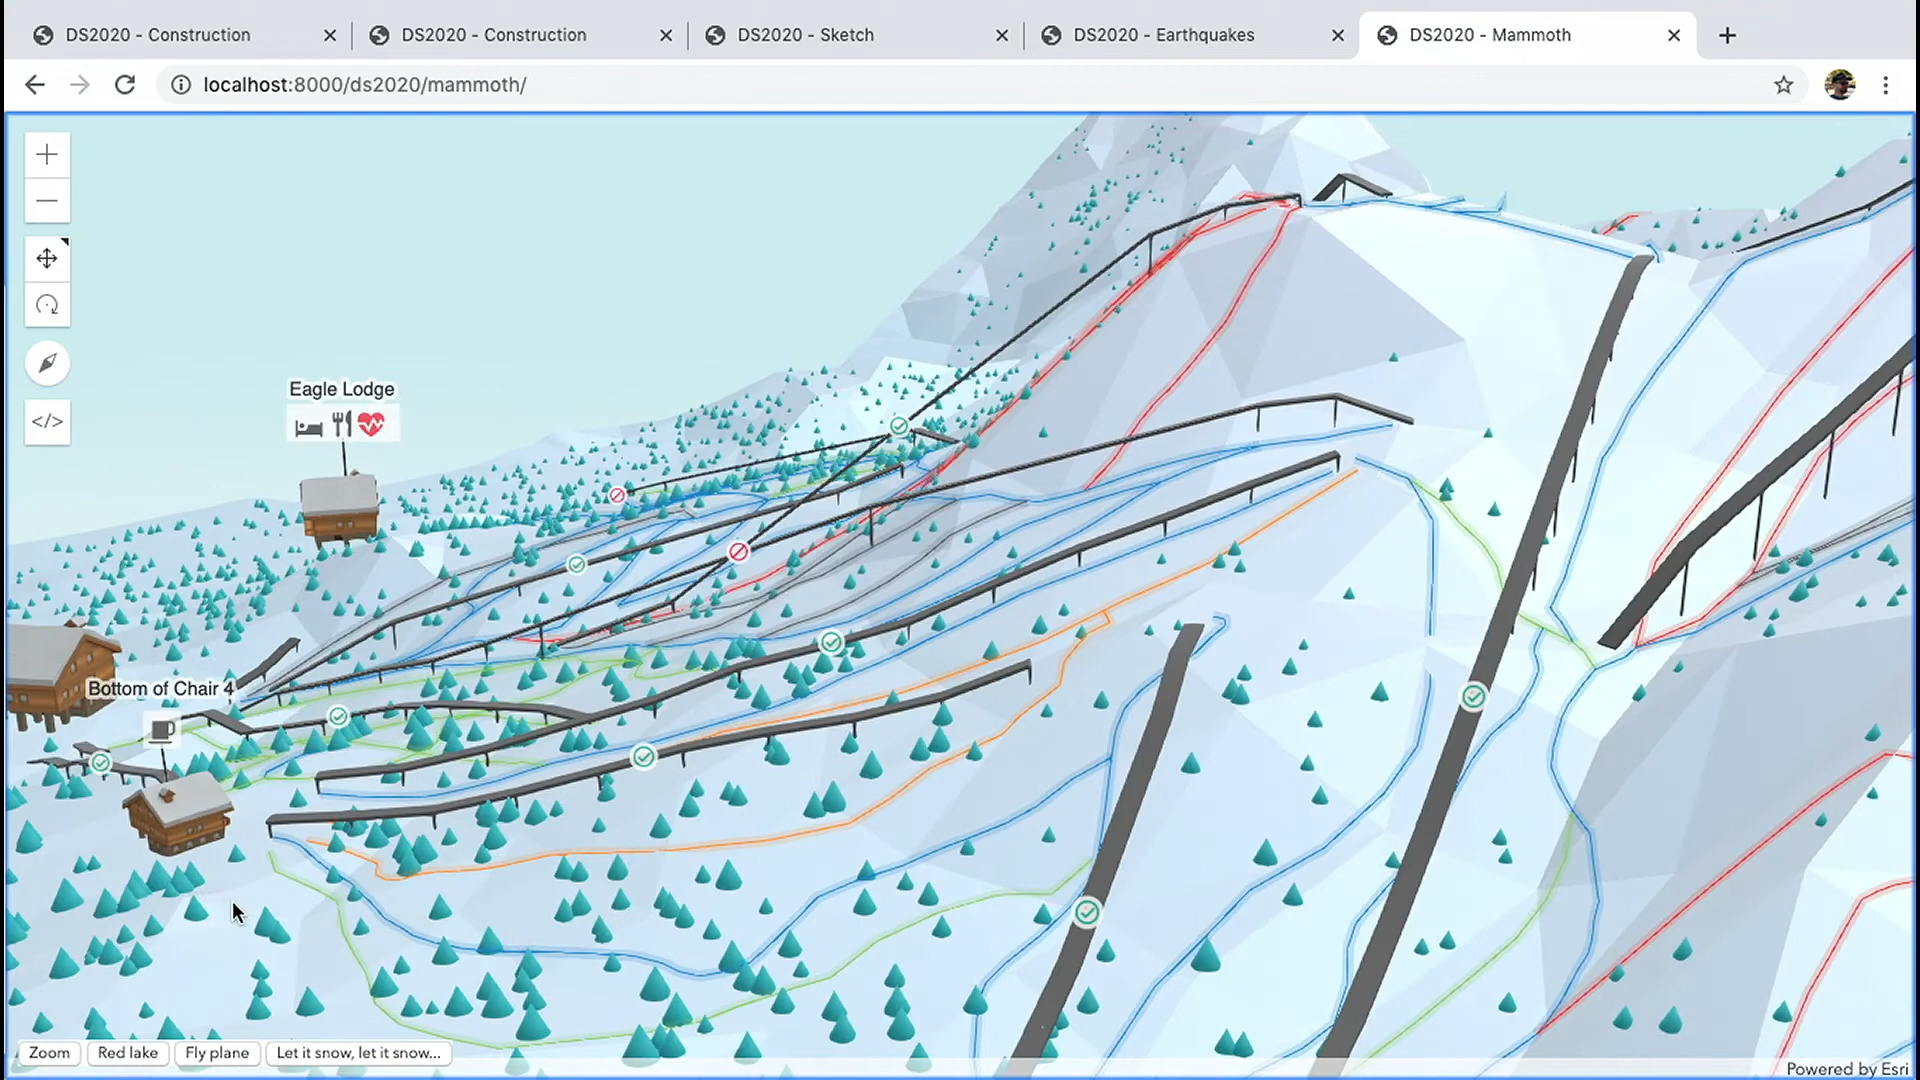 DS2020 - Construction
DS2020 - Construction
DS2020 - Sketch
DS2020 - Earthquakes
DS2020 - Mammoth
localhost:8000/ds2020/mammoth/
</>
Eagle Lodge
Bottom of Chair 4
Zoom
Red lake
Fly plane
Let it snow, let it snow...
Powered by Esri